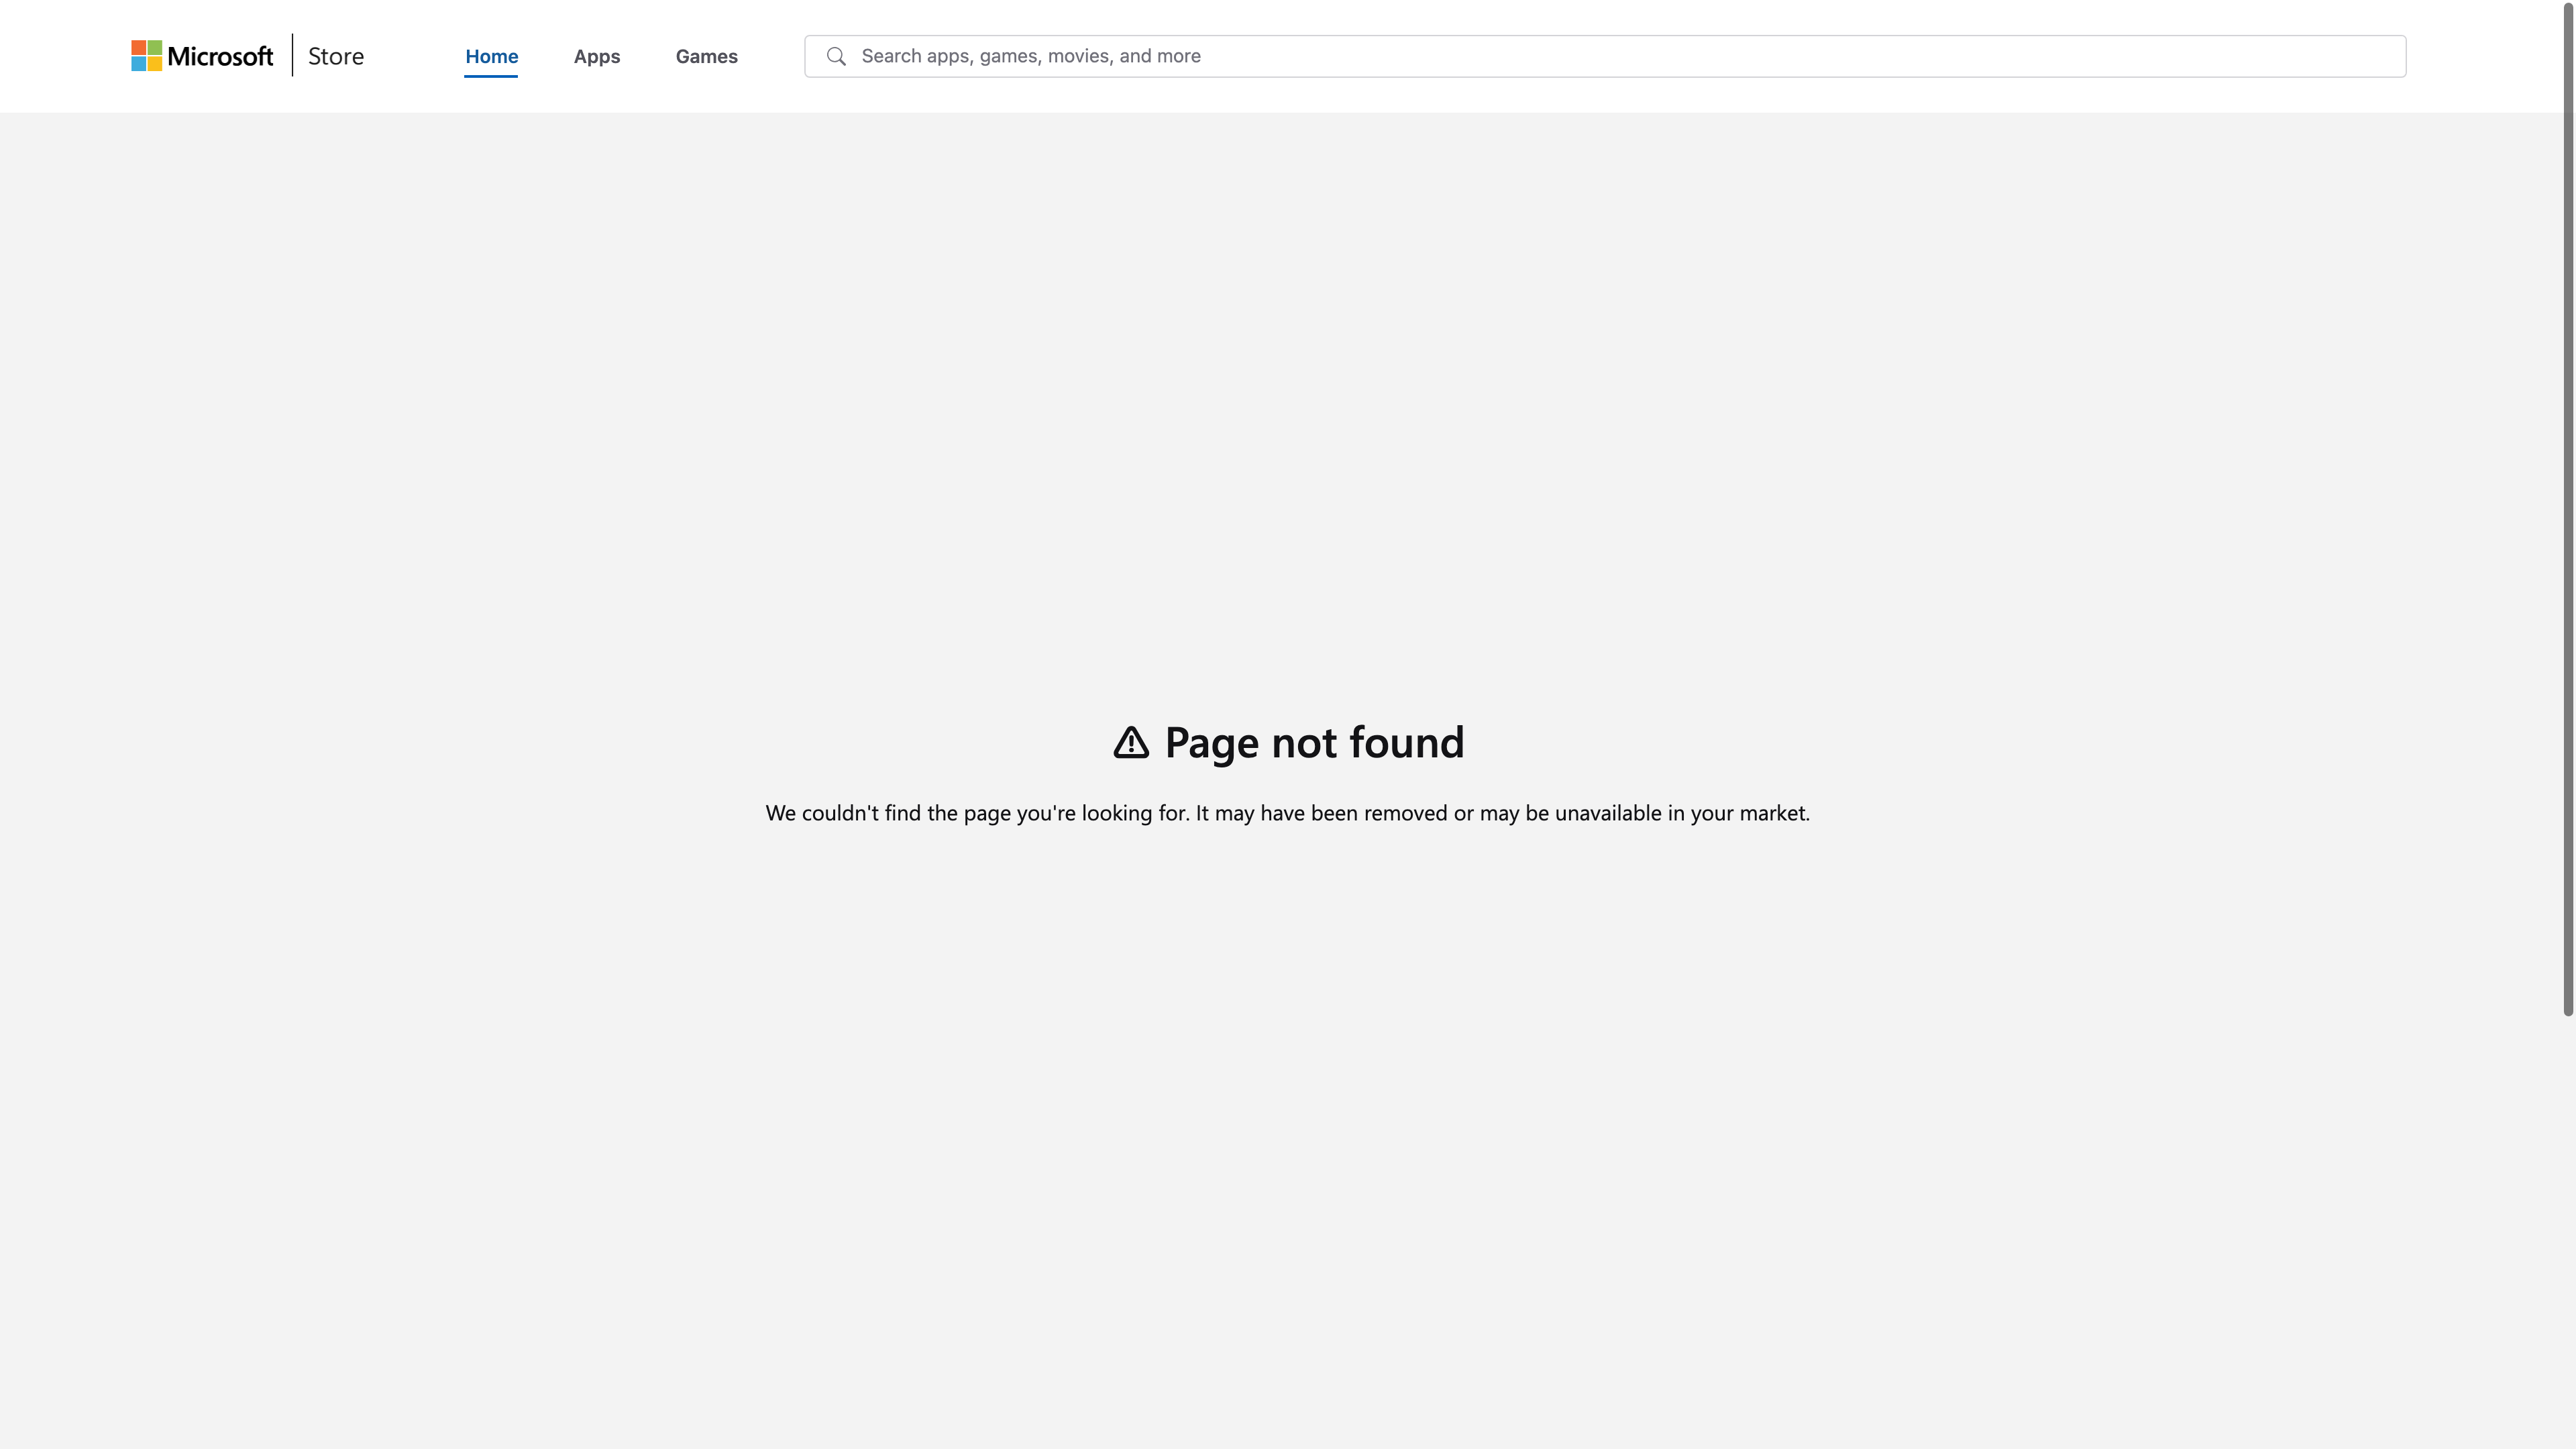 Microsoft Store Home Apps Games Search apps, games, movies, and more
Page not found
We couldn't find the page you're looking for. It may have been removed or may be unavailable in your market.